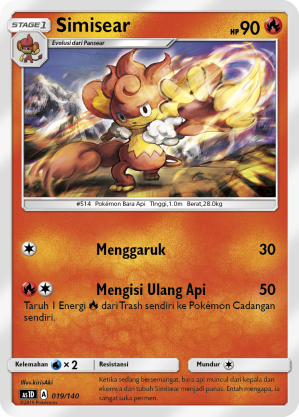 STAGE 1 Simisear HP 90
Evolusi dari Pansear
#514 Pokémon Bara Api Tinggi,1.0m Berat,28.0kg
Menggaruk 30
Mengisi Ulang Api 50
Taruh 1 Energi dari Trash sendiri ke Pokémon Cadangan
sendiri.
Kelemahan ×2 Resistansi Mundur
Illus.kirisAki
Ketika sedang bersemangat, bara api muncul dari kepala dan
ekornya dan tubuh Simisear menjadi panas. Entah mengapa, ia
sangat suka permen.
AS1D A 019/140